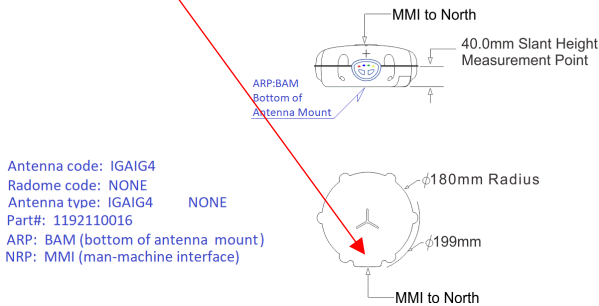 MMI to North
40.0mm Slant Height
Measurement Point
ARP:BAM
Bottom of
Antenna Mount
Antenna code: IGAIG4
Radome code: NONE
Antenna type: IGAIG4 NONE
Part#: 1192110016
ARP: BAM (bottom of antenna mount)
NRP: MMI (man-machine interface)
ϕ180mm Radius
ϕ199mm
MMI to North